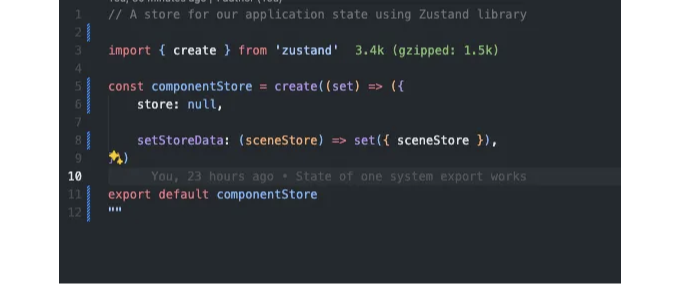 1 // A store for our application state using Zustand library
2
3 import { create } from 'zustand' 3.4k (gzipped: 1.5k)
4
5 const componentStore = create((set) => ({
6 store: null,
7
8 setStoreData: (sceneStore) => set({ sceneStore }),
9 )
10 You, 23 hours ago • State of one system export works
11 export default componentStore
12 ""